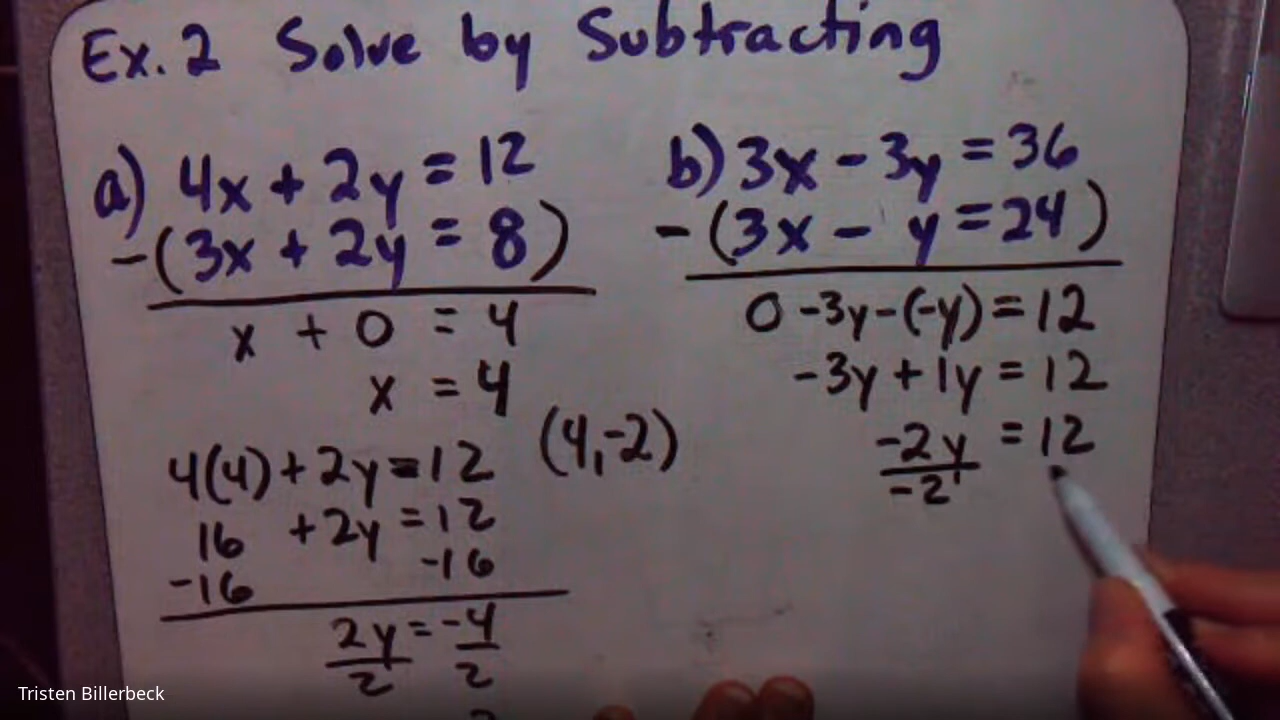 Ex. 2 Solve by Subtracting
a) 4x + 2y = 12
-(3x + 2y = 8)
x + 0 = 4
x = 4
4(4) + 2y = 12
(4,-2)
16 + 2y = 12
-16 -16
2y = -4
2 2
b) 3x - 3y = 36
-(3x - y = 24)
0 -3y-(-y) = 12
-3y + 1y = 12
-2y = 12
-2
Tristen Billerbeck